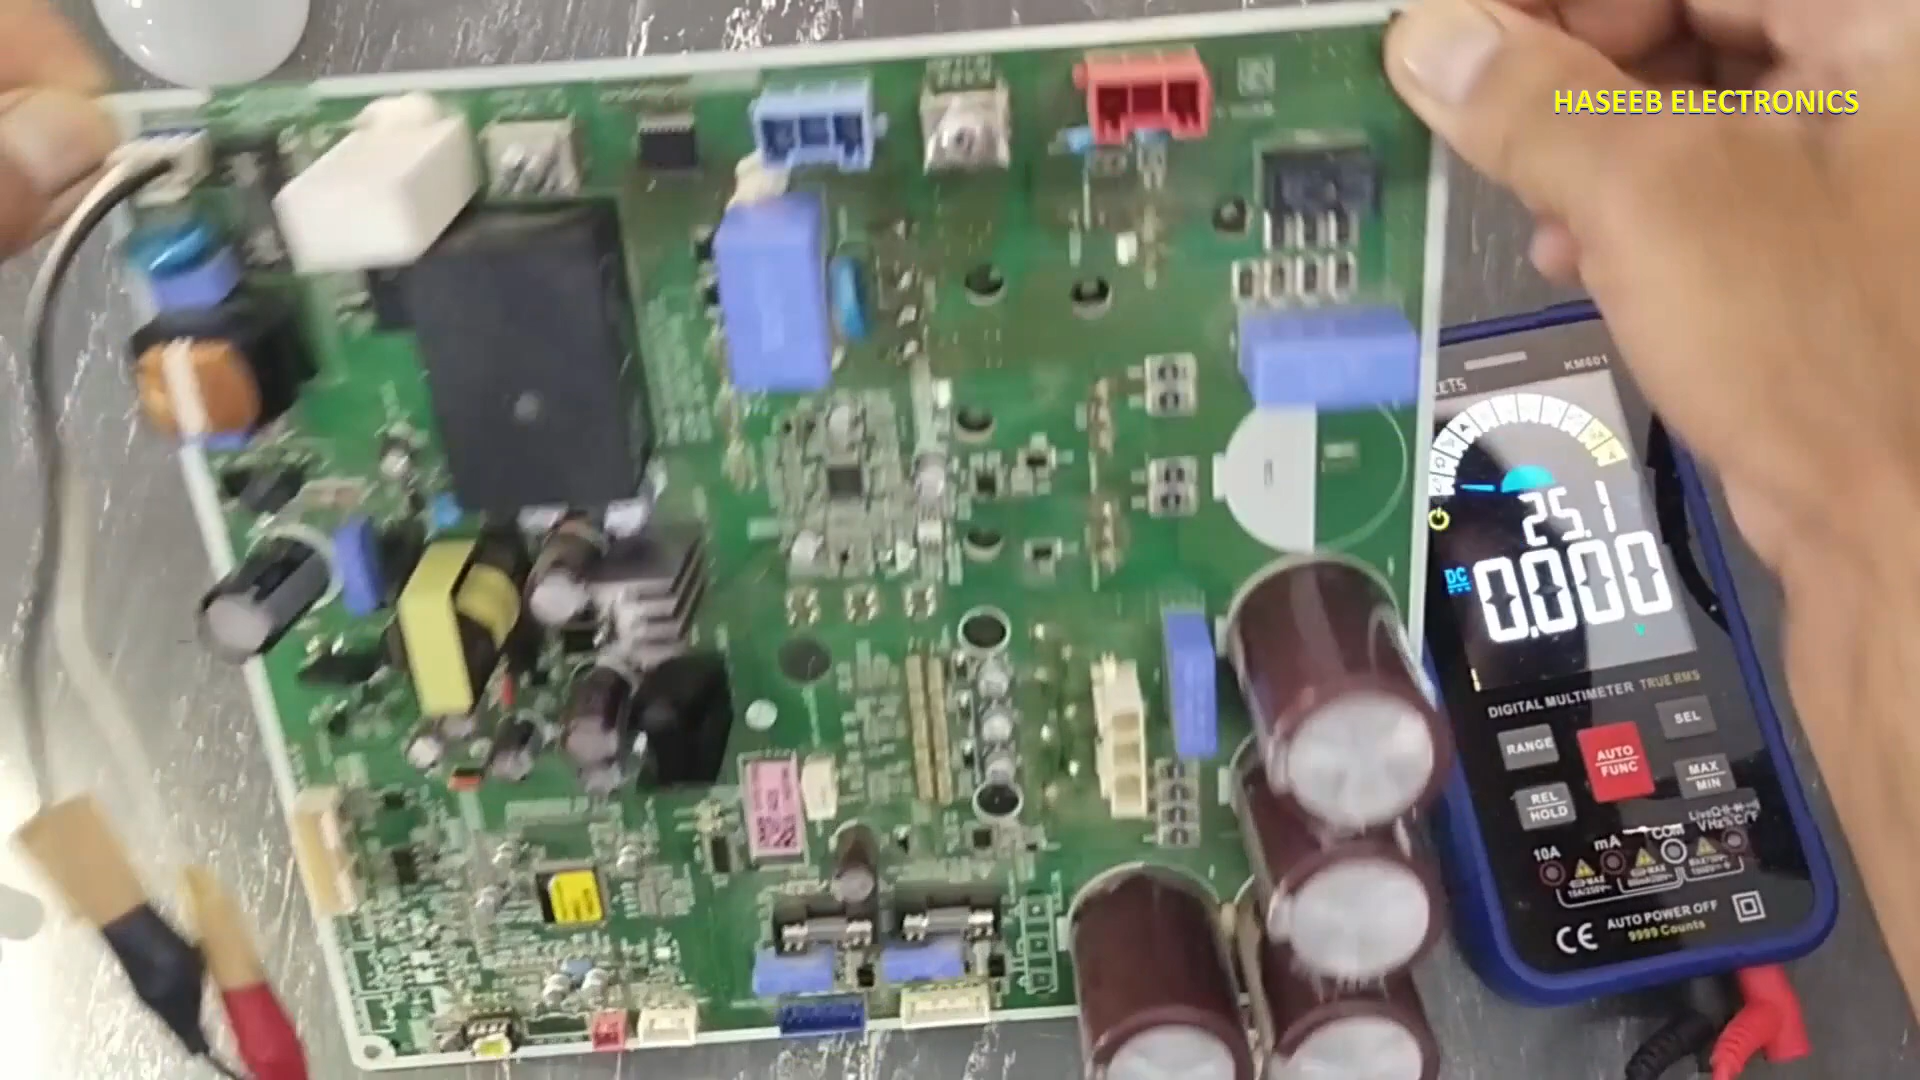 HASEEB ELECTRONICS
KM601
25.1
DC
0.000
V
DIGITAL MULTIMETER TRUE RMS
SEL
RANGE
AUTO
FUNC
MAX
MIN
REL
HOLD
10A
mA
COM
CE
AUTO POWER OFF
9999 Counts